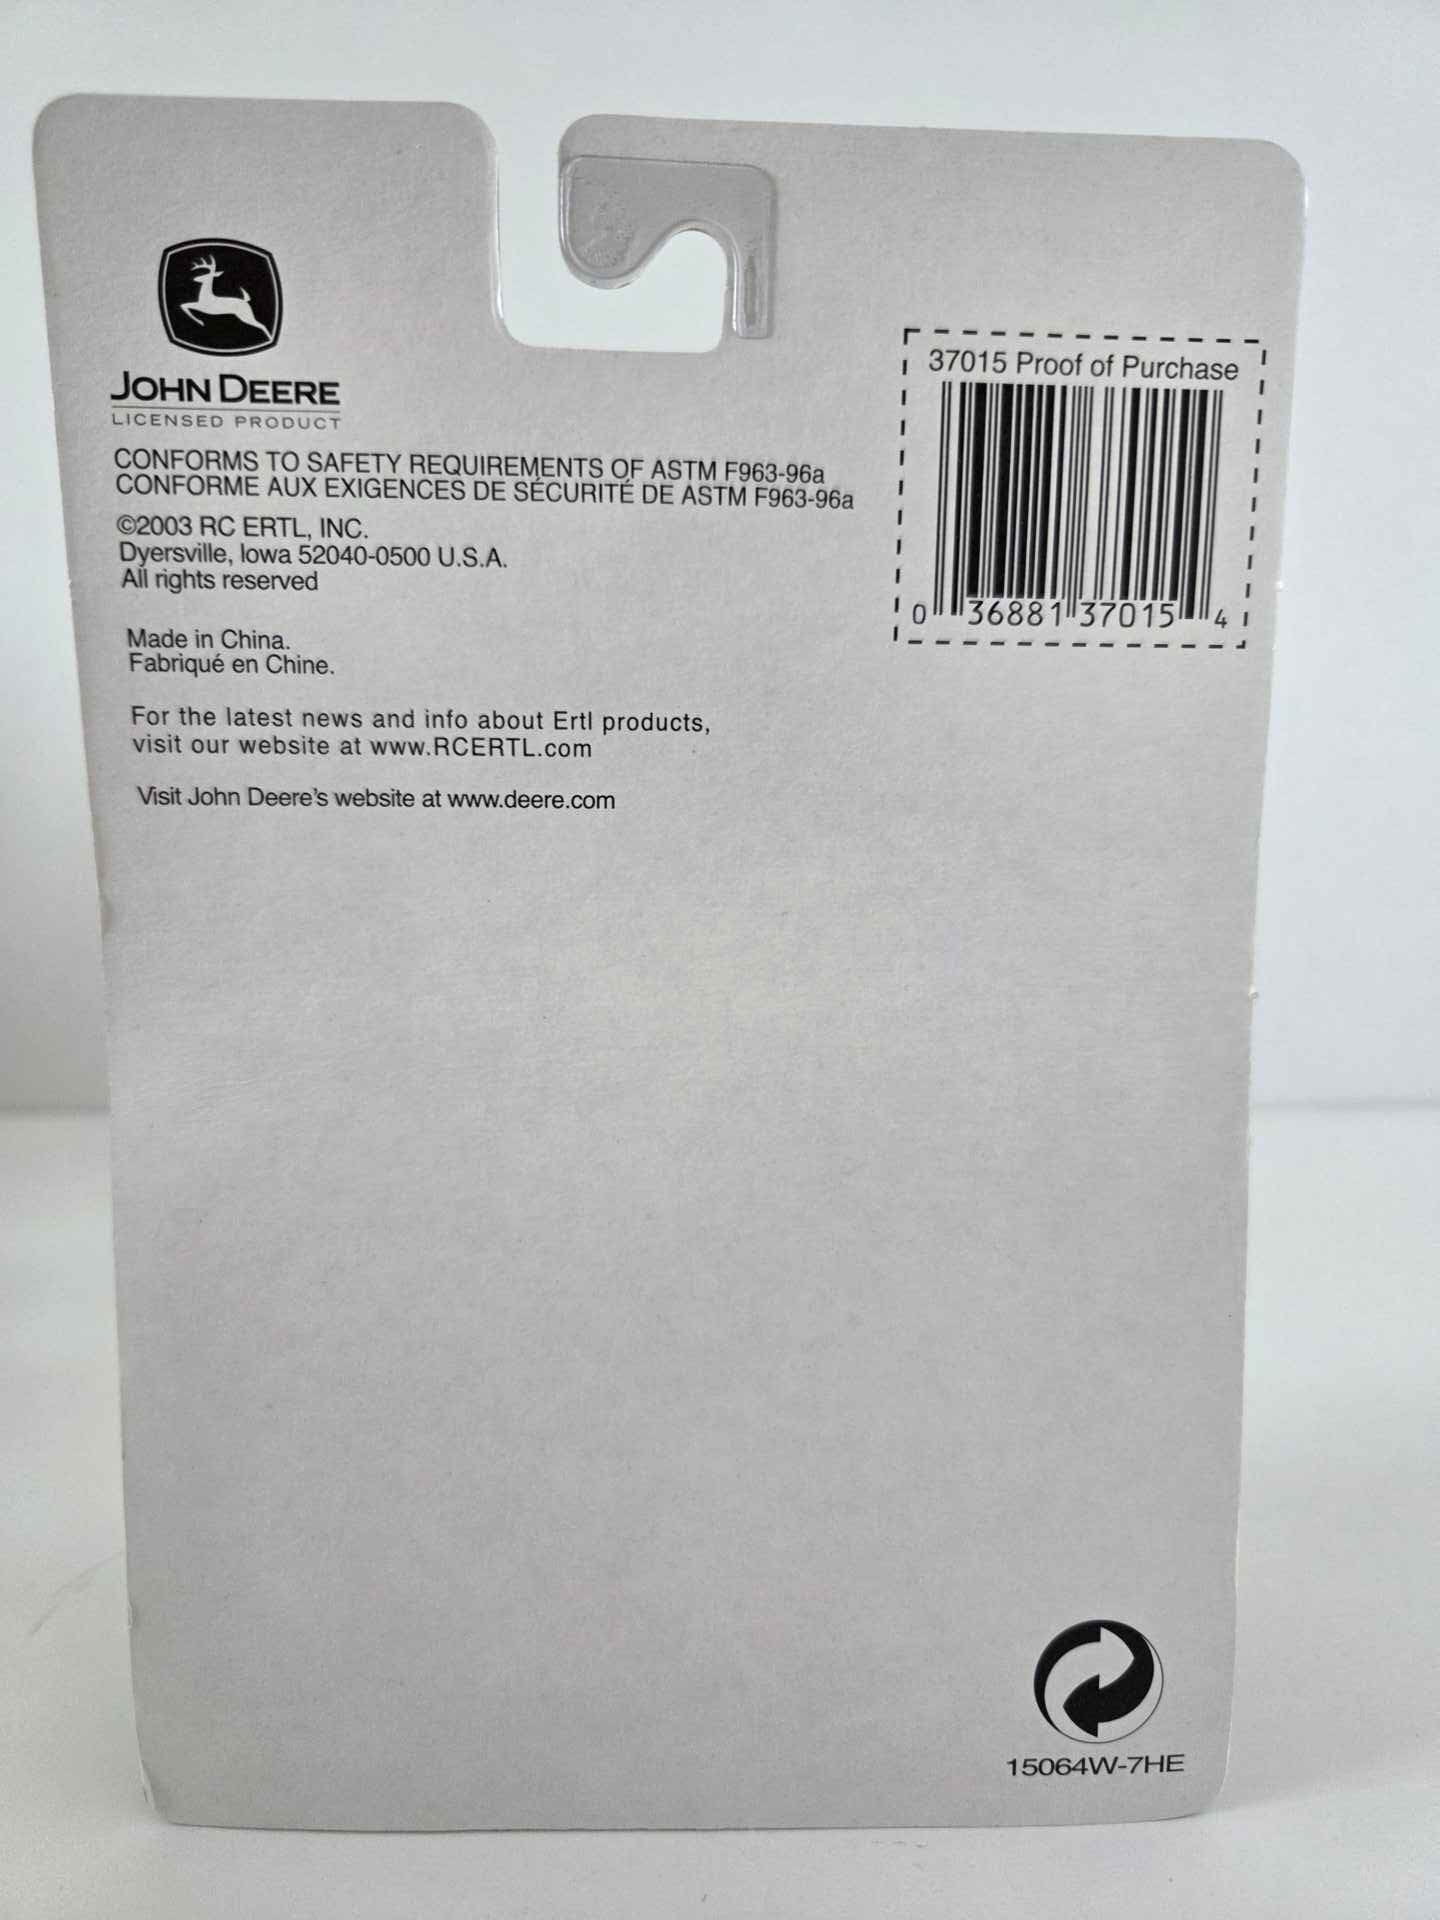 JOHN DEERE
LICENSED PRODUCT
CONFORMS TO SAFETY REQUIREMENTS OF ASTM F963-96a
CONFORME AUX EXIGENCES DE SÉCURITÉ DE ASTM F963-96a
©2003 RC ERTL, INC.
Dyersville, Iowa 52040-0500 U.S.A.
All rights reserved
Made in China.
Fabriqué en Chine.
For the latest news and info about Ertl products,
visit our website at www.RCERTL.com
Visit John Deere's website at www.deere.com
37015 Proof of Purchase
0 36881 37015 4
15064W-7HE